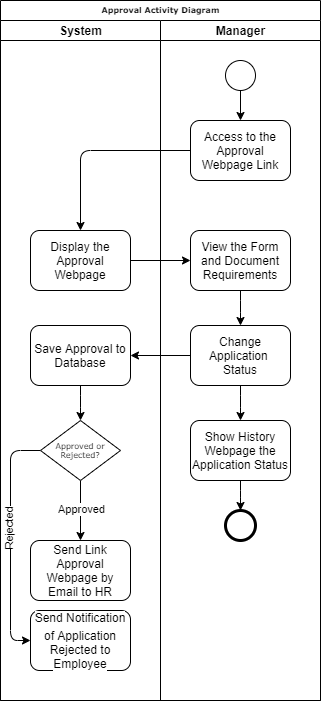 Approval Activity Diagram
System
Manager
Access to the
Approval
Webpage Link
Display the
Approval
Webpage
View the Form
and Document
Requirements
Save Approval to
Database
Change
Application
Status
Approved or
Rejected?
Show History
Webpage the
Application Status
Approved
Rejected
Send Link
Approval
Webpage by
Email to HR
Send Notification
of Application
Rejected to
Employee